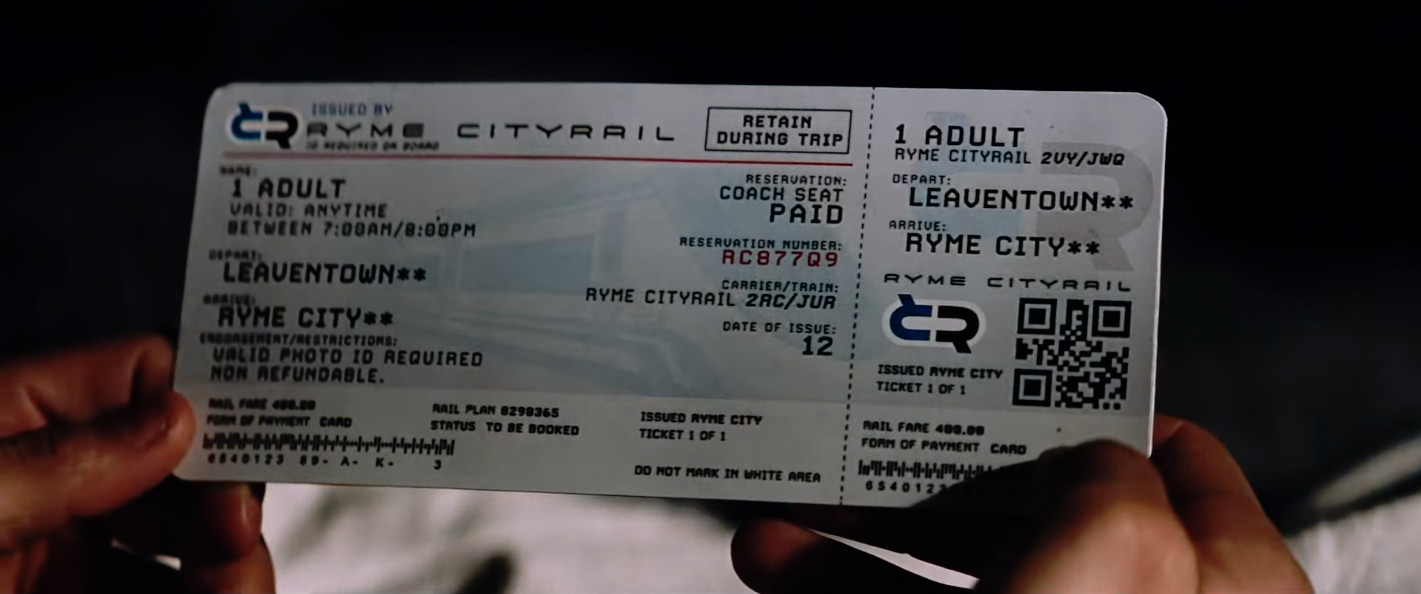 ISSUED BY
CR RYME CITYRAIL
ID REQUIRED ON BOARD
RETAIN
DURING TRIP
NAME:
1 ADULT
VALID: ANYTIME
BETWEEN 7:00AM/8:00PM
DEPART:
LEAVENTOWN**
ARRIVE:
RYME CITY**
ENDORSEMENT/RESTRICTIONS:
VALID PHOTO ID REQUIRED
NON REFUNDABLE.
RESERVATION:
COACH SEAT
PAID
RESERVATION NUMBER:
RC877Q9
CARRIER/TRAIN:
RYME CITYRAIL 2RC/JUR
DATE OF ISSUE:
12
RAIL FARE 400.00
FORM OF PAYMENT CARD
6540123 89- A- K- 3
RAIL PLAN 8298365
STATUS TO BE BOOKED
ISSUED RYME CITY
TICKET 1 OF 1
DO NOT MARK IN WHITE AREA
1 ADULT
RYME CITYRAIL 2VY/JWQ
DEPART:
LEAVENTOWN**
ARRIVE:
RYME CITY**
RYME CITYRAIL
CR
ISSUED RYME CITY
TICKET 1 OF 1
RAIL FARE 400.00
FORM OF PAYMENT CARD
6540123